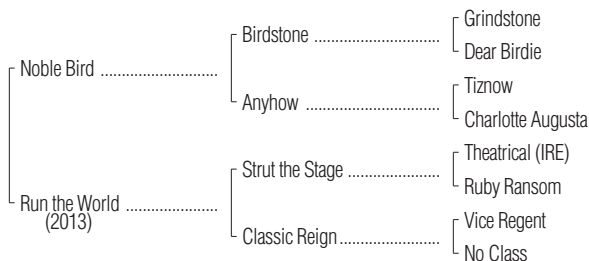 Grindstone
Birdstone ................................
Dear Birdie
Noble Bird ..............................
Tiznow
Anyhow ..................................
Charlotte Augusta
Theatrical (IRE)
Strut the Stage ........................
Ruby Ransom
Run the World .......................
(2013)
Vice Regent
Classic Reign..........................
No Class